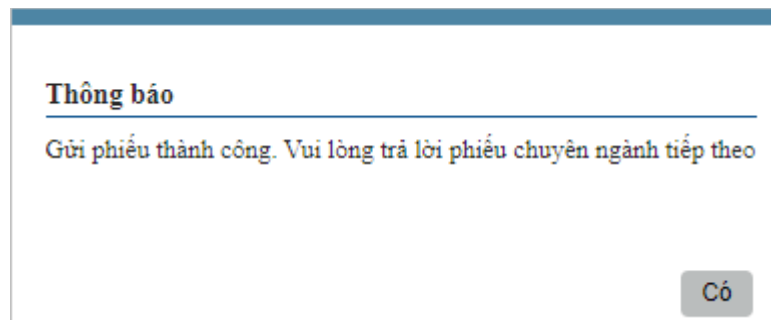 Thông báo
Gửi phiếu thành công. Vui lòng trả lời phiếu chuyên ngành tiếp theo
Có